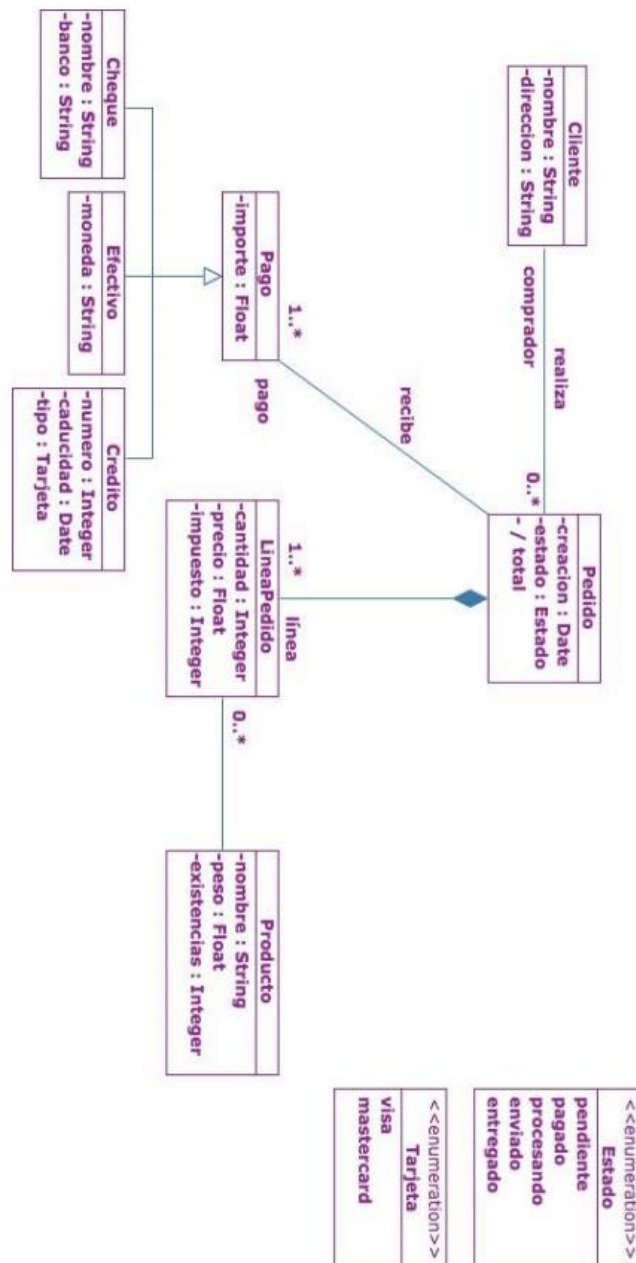 Cliente
-nombre : String
-direccion : String
realiza
comprador
0..*
Pedido
-creacion : Date
-estado : Estado
- / total
<<enumeration>>
Estado
pendiente
pagado
procesando
enviado
entregado
recibe
1..*
pago
Pago
-importe : Float
1..*
línea
LineaPedido
-cantidad : Integer
-precio : Float
-impuesto : Integer
0..*
Producto
-nombre : String
-peso : Float
-existencias : Integer
<<enumeration>>
Tarjeta
visa
mastercard
Cheque
-nombre : String
-banco : String
Efectivo
-moneda : String
Credito
-numero : Integer
-caducidad : Date
-tipo : Tarjeta